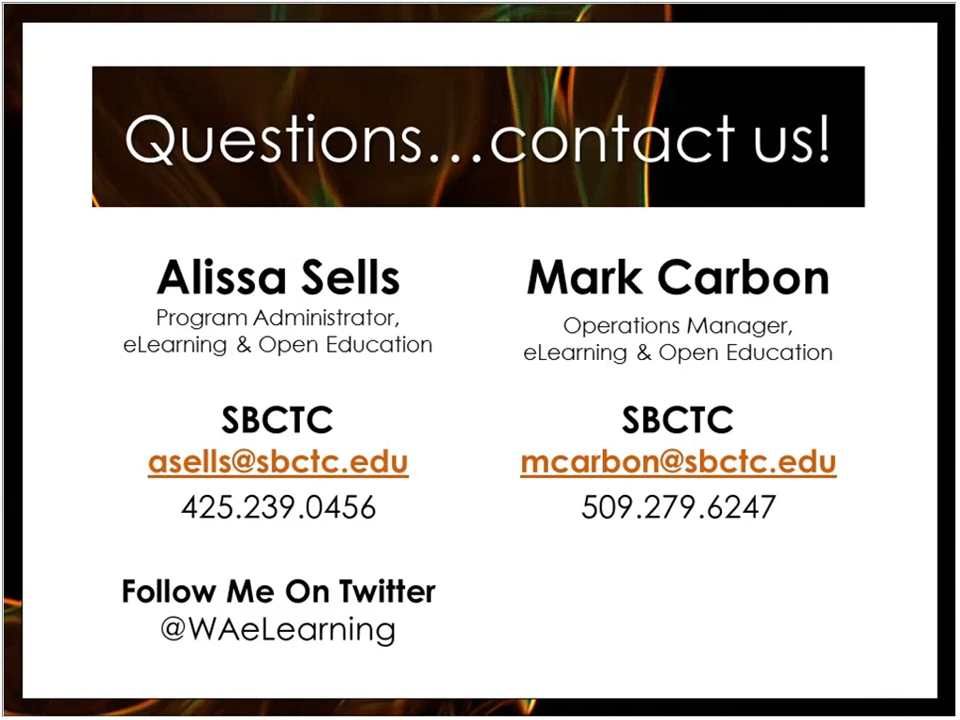 Questions...contact us!
Alissa Sells
Program Administrator,
eLearning & Open Education
SBCTC
asells@sbctc.edu
425.239.0456
Follow Me On Twitter
@WAeLearning
Mark Carbon
Operations Manager,
eLearning & Open Education
SBCTC
mcarbon@sbctc.edu
509.279.6247